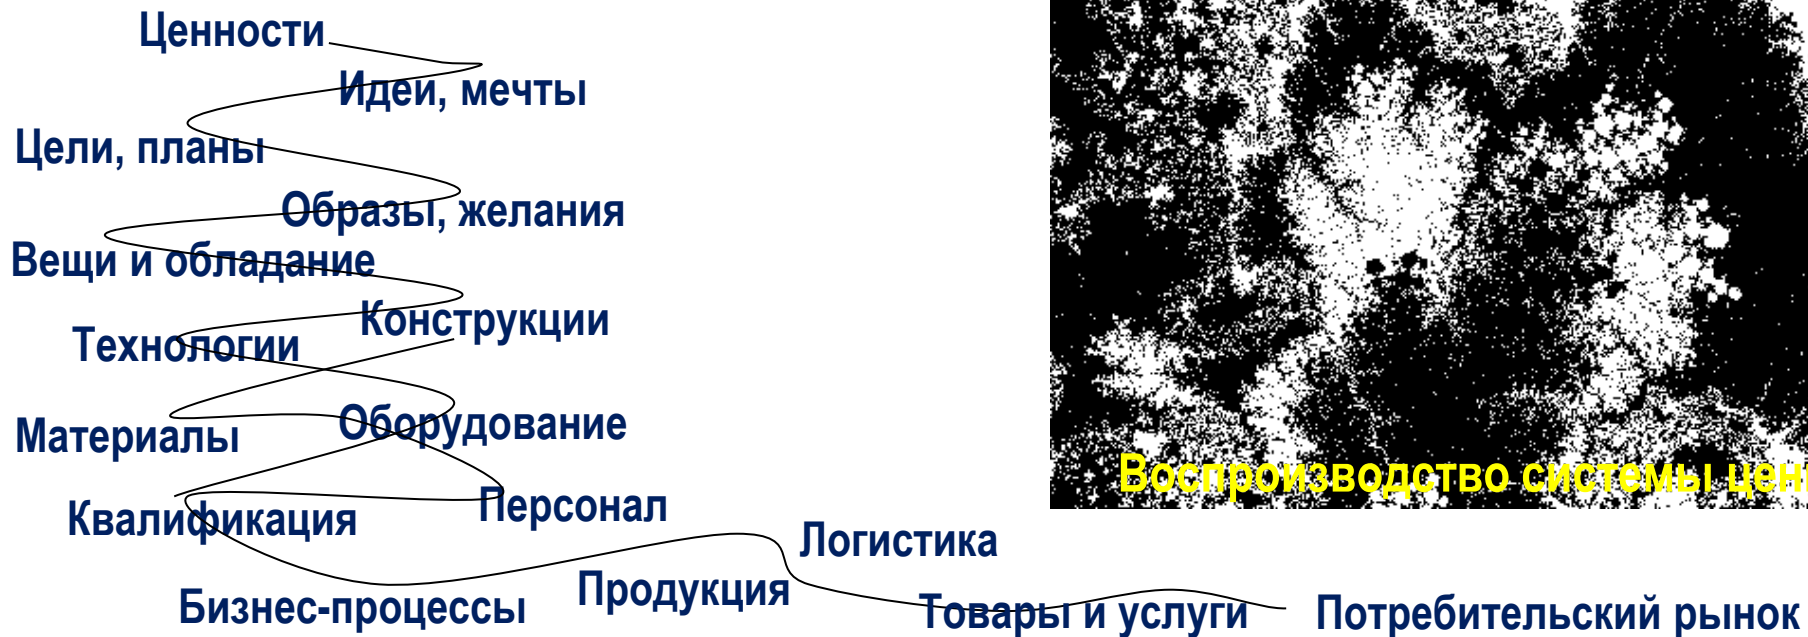 Ценности
Идеи, мечты
Цели, планы
Образы, желания
Вещи и обладание
Конструкции
Технологии
Оборудование
Материалы
Персонал
Квалификация
Логистика
Продукция
Бизнес-процессы
Товары и услуги
Потребительский рынок
Воспроизводство системы